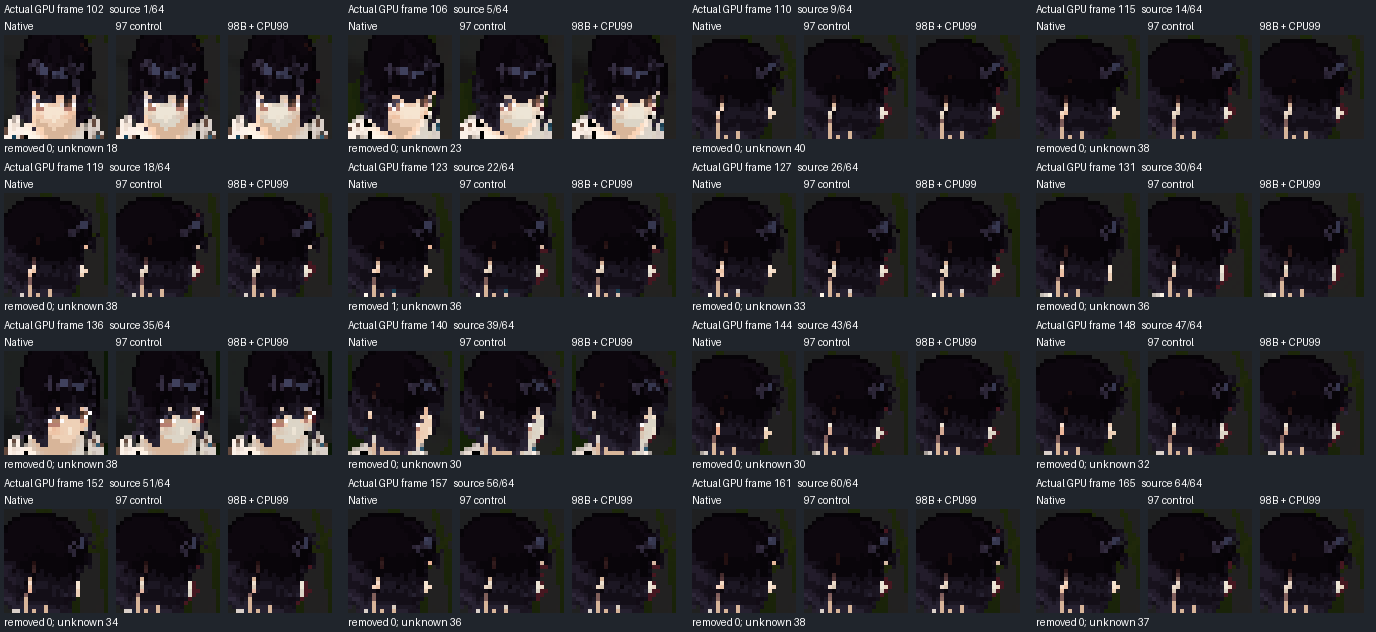 Actual GPU frame 102 source 1/64
Native 97 control 98B + CPU99
removed 0; unknown 18
Actual GPU frame 106 source 5/64
Native 97 control 98B + CPU99
removed 0; unknown 23
Actual GPU frame 110 source 9/64
Native 97 control 98B + CPU99
removed 0; unknown 40
Actual GPU frame 115 source 14/64
Native 97 control 98B + CPU99
removed 0; unknown 38
Actual GPU frame 119 source 18/64
Native 97 control 98B + CPU99
removed 0; unknown 38
Actual GPU frame 123 source 22/64
Native 97 control 98B + CPU99
removed 1; unknown 36
Actual GPU frame 127 source 26/64
Native 97 control 98B + CPU99
removed 0; unknown 33
Actual GPU frame 131 source 30/64
Native 97 control 98B + CPU99
removed 0; unknown 36
Actual GPU frame 136 source 35/64
Native 97 control 98B + CPU99
removed 0; unknown 38
Actual GPU frame 140 source 39/64
Native 97 control 98B + CPU99
removed 0; unknown 30
Actual GPU frame 144 source 43/64
Native 97 control 98B + CPU99
removed 0; unknown 30
Actual GPU frame 148 source 47/64
Native 97 control 98B + CPU99
removed 0; unknown 32
Actual GPU frame 152 source 51/64
Native 97 control 98B + CPU99
removed 0; unknown 34
Actual GPU frame 157 source 56/64
Native 97 control 98B + CPU99
removed 0; unknown 36
Actual GPU frame 161 source 60/64
Native 97 control 98B + CPU99
removed 0; unknown 38
Actual GPU frame 165 source 64/64
Native 97 control 98B + CPU99
removed 0; unknown 37